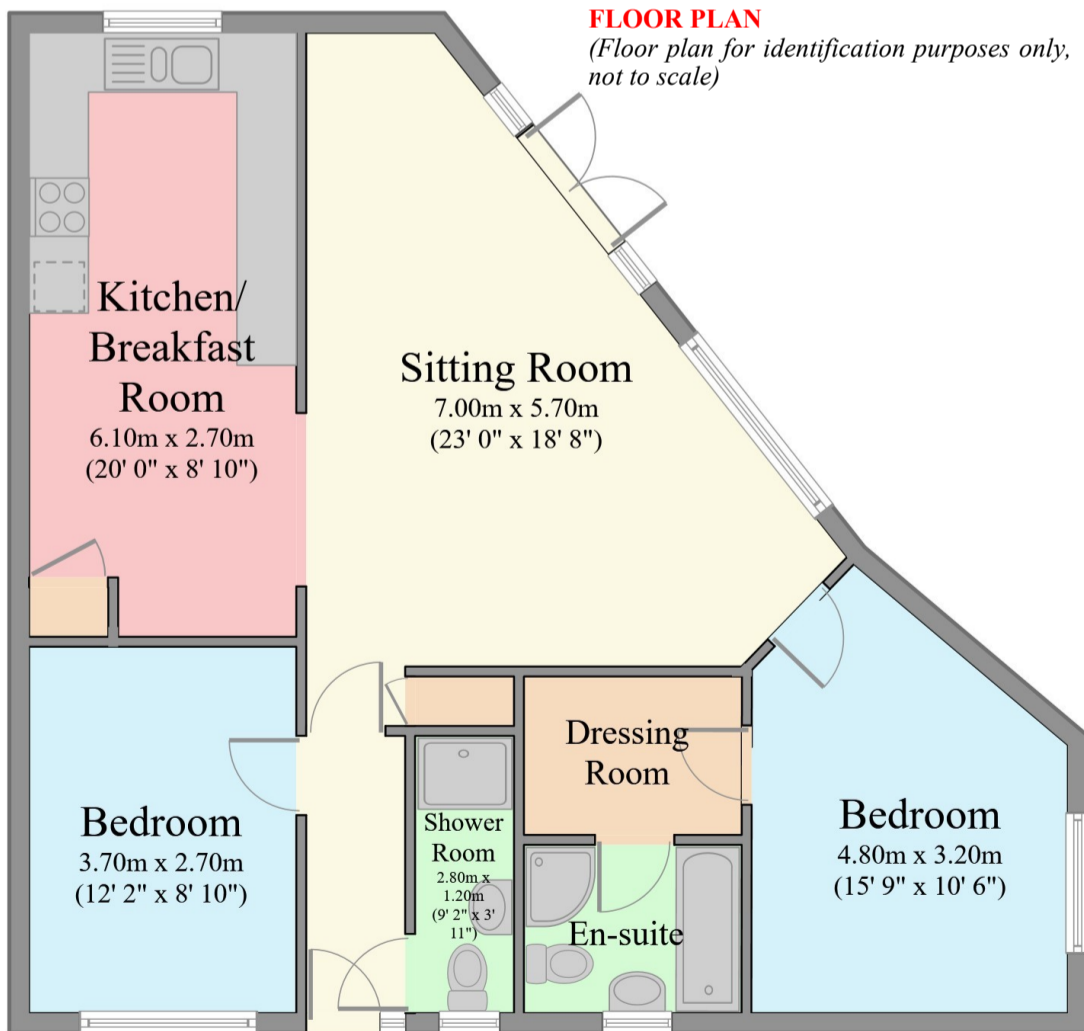 FLOOR PLAN
(Floor plan for identification purposes only,
not to scale)
Kitchen/
Breakfast
Room
6.10m x 2.70m
(20' 0" x 8' 10")
Sitting Room
7.00m x 5.70m
(23' 0" x 18' 8")
Dressing
Room
Bedroom
3.70m x 2.70m
(12' 2" x 8' 10")
Shower
Room
2.80m x
1.20m
(9' 2" x 3'
11")
En-suite
Bedroom
4.80m x 3.20m
(15' 9" x 10' 6")